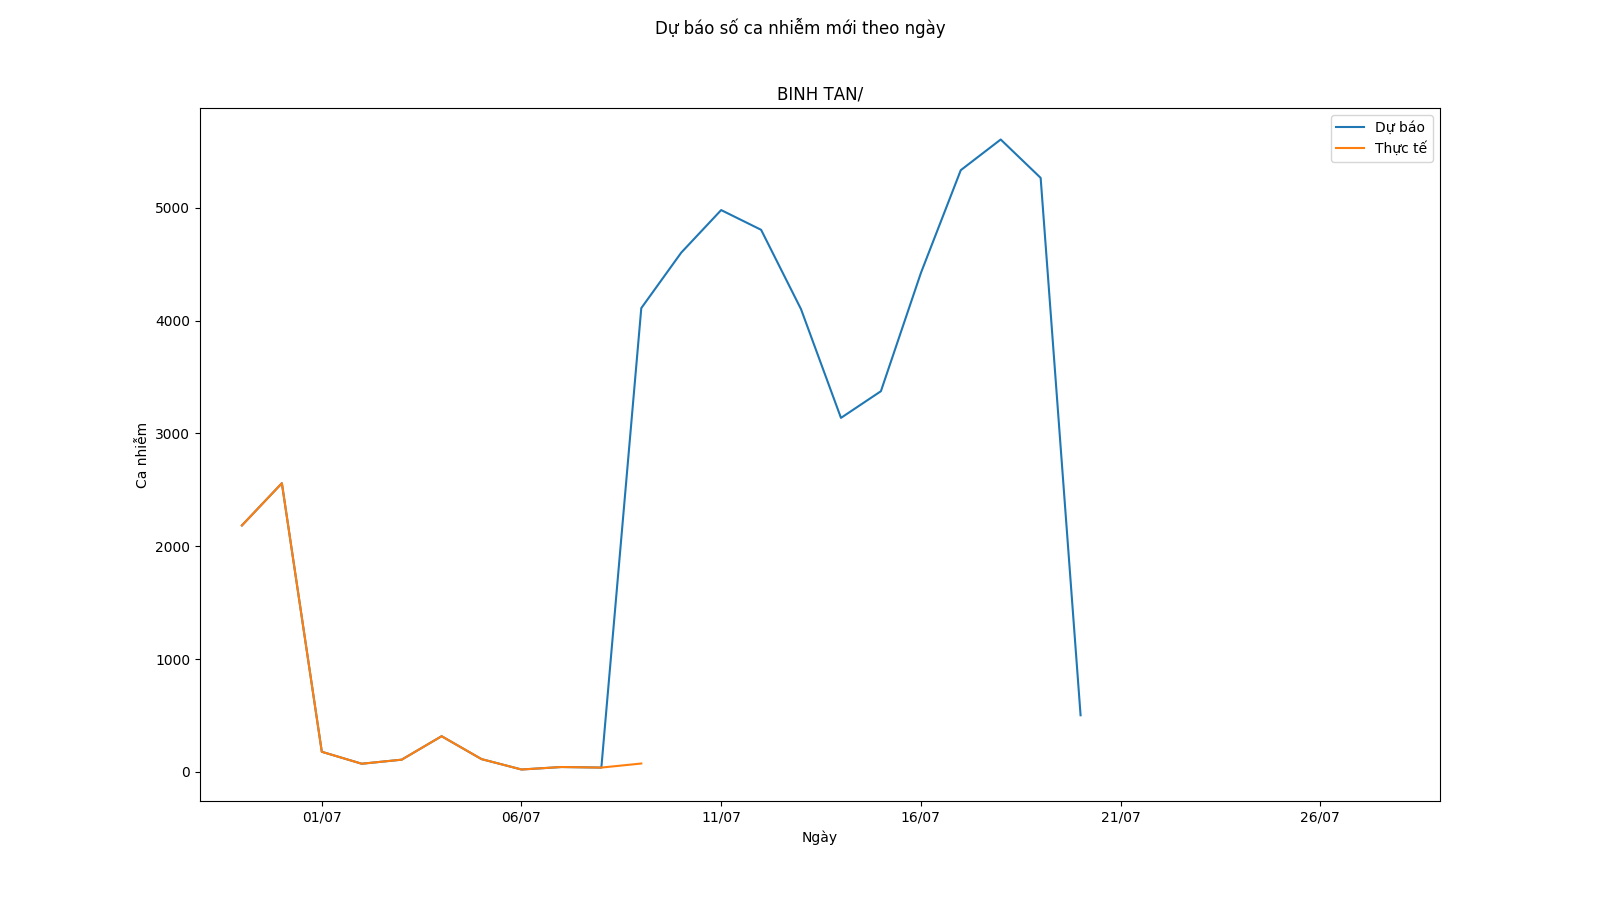 Dự báo số ca nhiễm mới theo ngày
BINH TAN/
Dự báo
Thực tế
5000
4000
3000
2000
1000
0
Ca nhiễm
01/07 06/07 11/07 16/07 21/07 26/07
Ngày